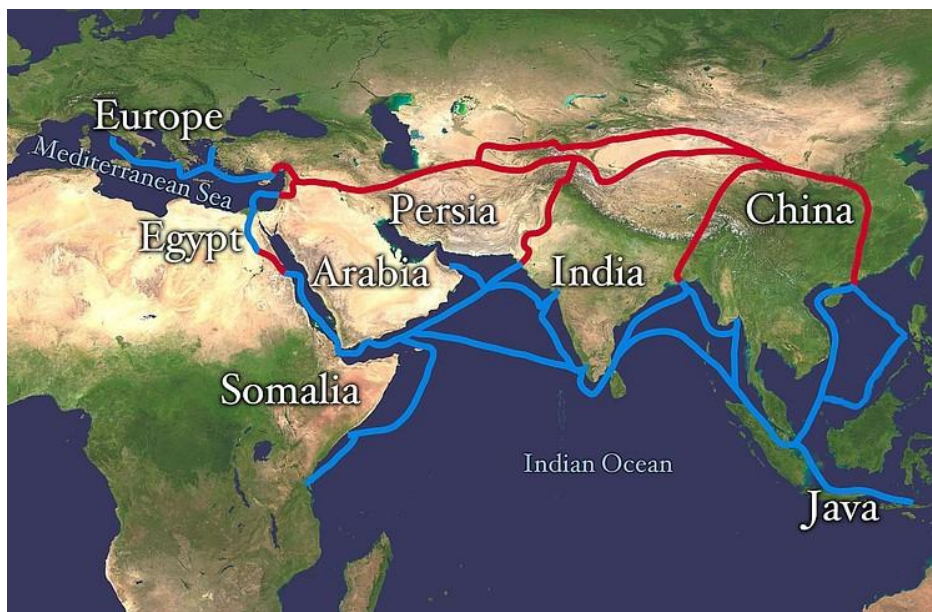 Europe
Mediterranean Sea
Egypt
Persia
Arabia
India
China
Somalia
Indian Ocean
Java